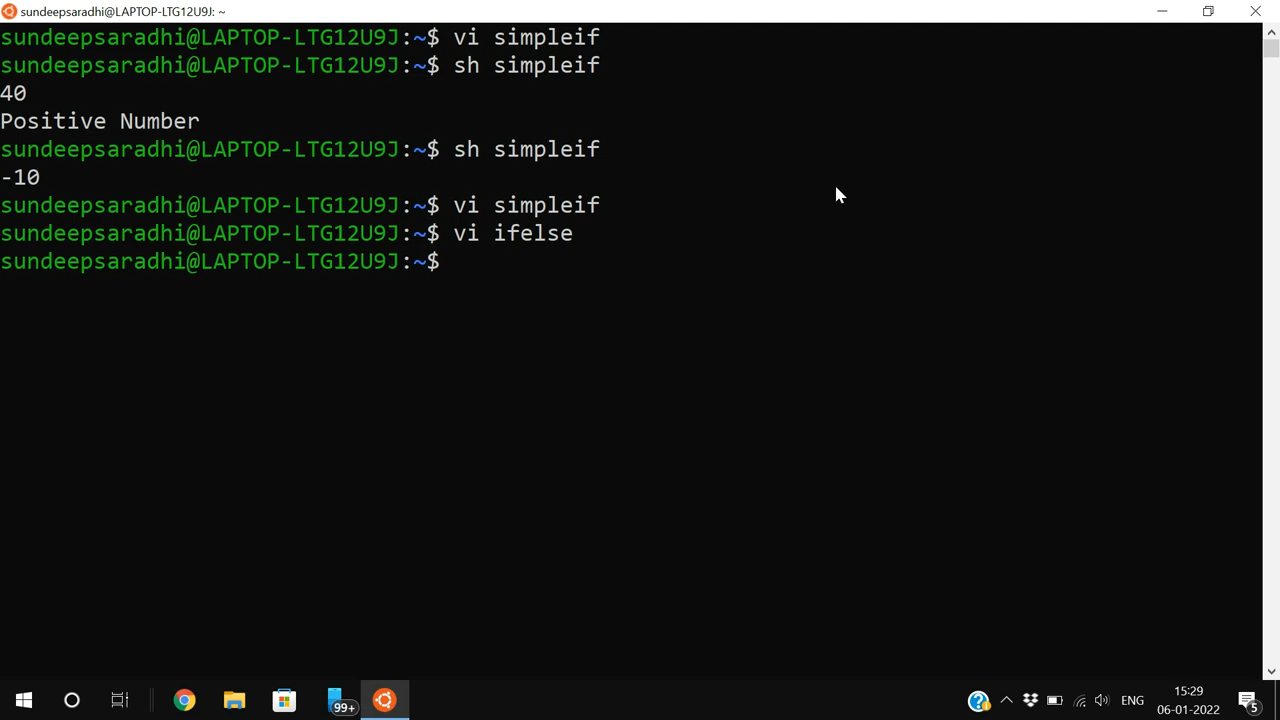 sundeepsaradhi@LAPTOP-LTG12U9J: ~
sundeepsaradhi@LAPTOP-LTG12U9J:~$ vi simpleif
sundeepsaradhi@LAPTOP-LTG12U9J:~$ sh simpleif
40
Positive Number
sundeepsaradhi@LAPTOP-LTG12U9J:~$ sh simpleif
-10
sundeepsaradhi@LAPTOP-LTG12U9J:~$ vi simpleif
sundeepsaradhi@LAPTOP-LTG12U9J:~$ vi ifelse
sundeepsaradhi@LAPTOP-LTG12U9J:~$
99+
ENG
15:29
06-01-2022
5